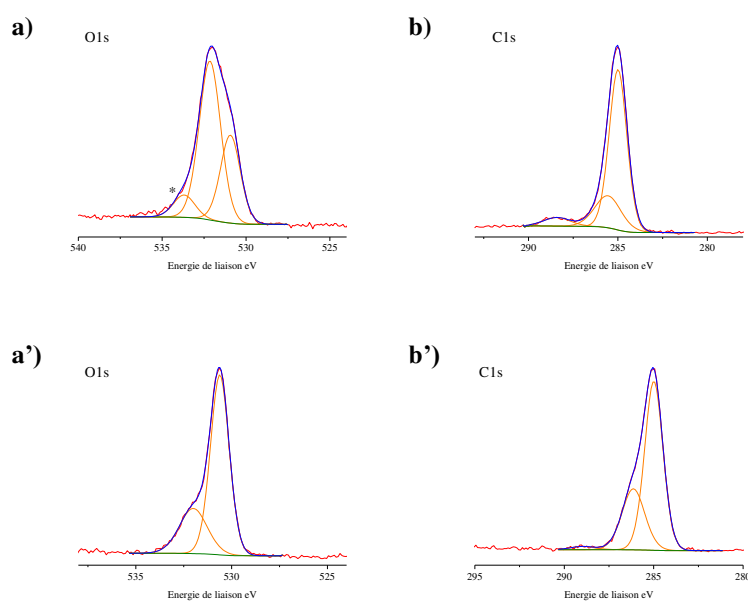 a)
O1s
*
540 535 530 525
Energie de liaison eV
b)
C1s
290 285 280
Energie de liaison eV
a’)
O1s
535 530 525
Energie de liaison eV
b’)
C1s
295 290 285 280
Energie de liaison eV